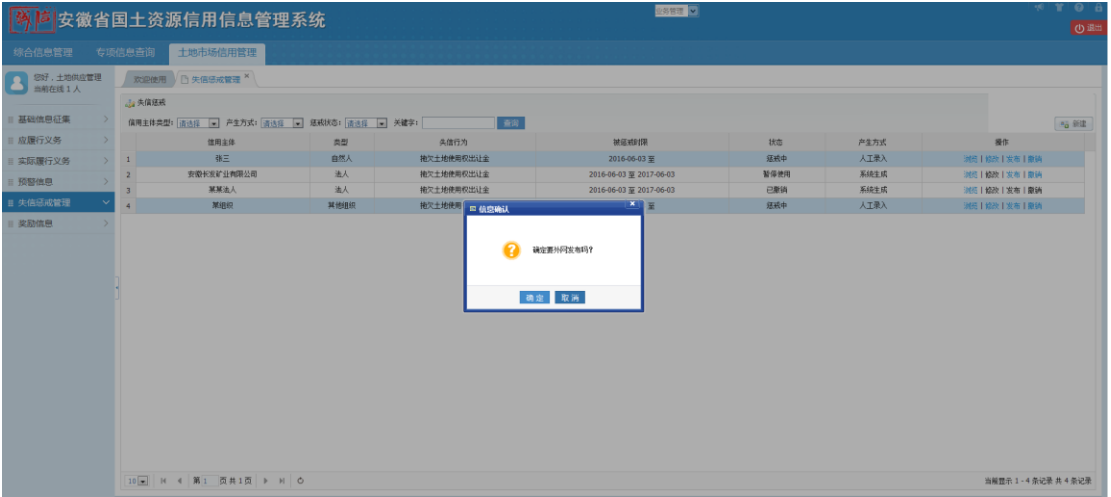 诚信 安徽省国土资源信用信息管理系统
业务管理
退出
综合信息管理 专项信息查询 土地市场信用管理
您好，土地供应管理
当前在线 1 人
欢迎使用 失信惩戒管理
失信惩戒
信用主体类型: 请选择 产生方式: 请选择 惩戒状态: 请选择 关键字: 查询
新建
基础信息征集
应履行义务
实际履行义务
预警信息
失信惩戒管理
奖励信息
信用主体 类型 失信行为 被惩戒时限 状态 产生方式 操作
1 张三 自然人 拖欠土地使用权出让金 2016-06-03 至 惩戒中 人工录入 浏览 | 修改 | 发布 | 撤销
2 安徽长发矿业有限公司 法人 拖欠土地使用权出让金 2016-06-03 至 2017-06-03 暂停使用 系统生成 浏览 | 修改 | 发布 | 撤销
3 某某法人 法人 拖欠土地使用权出让金 2016-06-03 至 2017-06-03 已撤销 系统生成 浏览 | 修改 | 发布 | 撤销
4 某组织 其他组织 拖欠土地使用 至 惩戒中 人工录入 浏览 | 修改 | 发布 | 撤销
信息确认
确定要外网发布吗?
确定 取消
10 第 1 页 共 1 页
当前显示 1 - 4 条记录 共 4 条记录